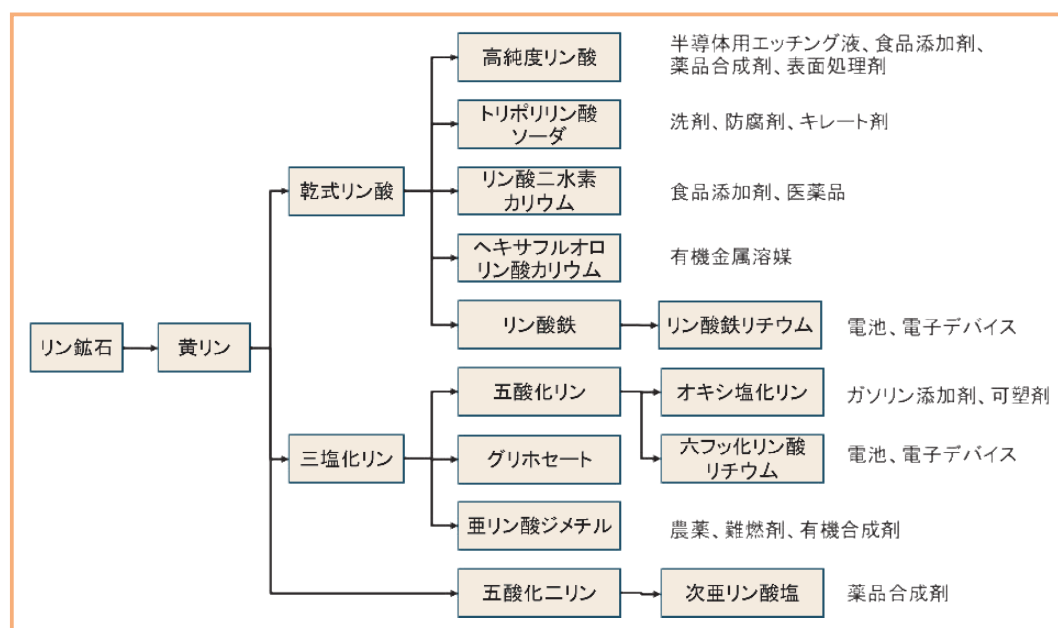 高純度リン酸
半導体用エッチング液、食品添加剤、
薬品合成剤、表面処理剤
トリポリリン酸
ソーダ
洗剤、防腐剤、キレート剤
乾式リン酸
リン酸二水素
カリウム
食品添加剤、医薬品
ヘキサフルオロ
リン酸カリウム
有機金属溶媒
リン鉱石
黄リン
リン酸鉄
リン酸鉄リチウム
電池、電子デバイス
五酸化リン
オキシ塩化リン
ガソリン添加剤、可塑剤
三塩化リン
グリホセート
六フッ化リン酸
リチウム
電池、電子デバイス
亜リン酸ジメチル
農薬、難燃剤、有機合成剤
五酸化二リン
次亜リン酸塩
薬品合成剤